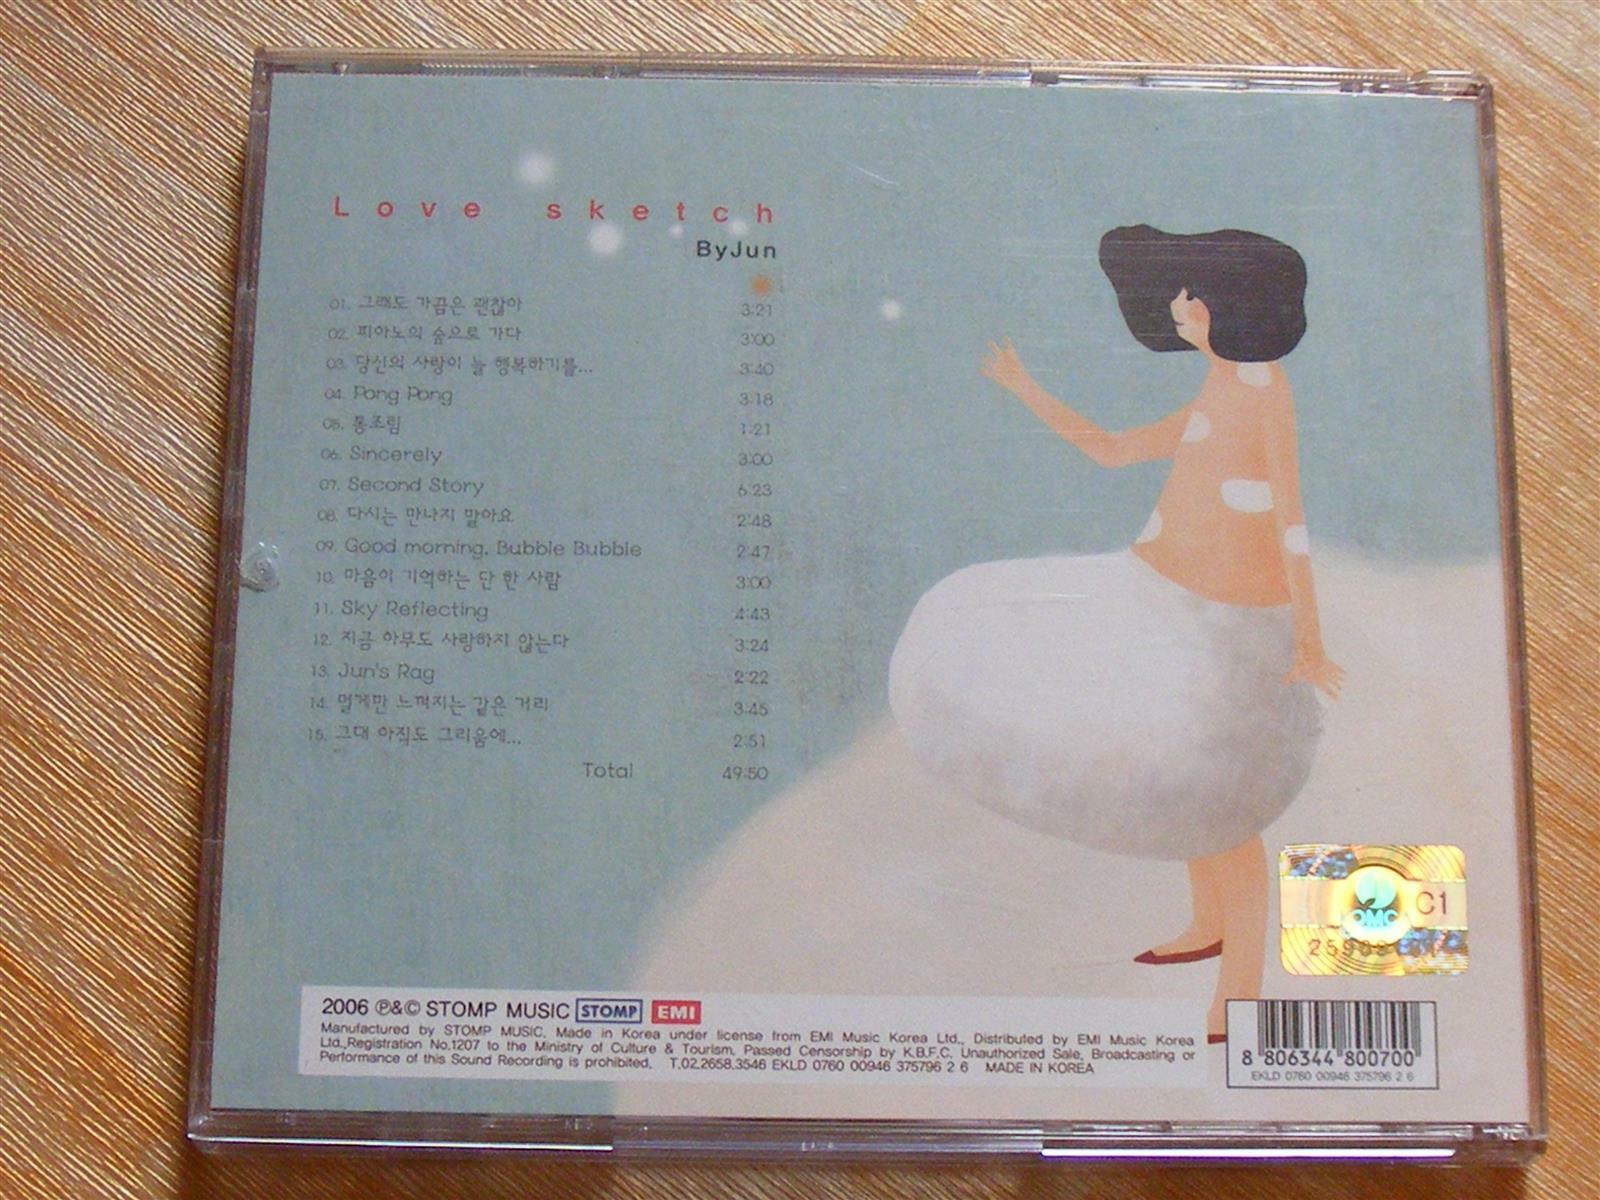 Love sketch
ByJun
01. 그래도 가끔은 괜찮아 3:21
02. 피아노의 숲으로 가다 3:00
03. 당신의 사랑이 늘 행복하기를... 3:40
04. Pong Pong 3:18
05. 통조림 1:21
06. Sincerely 3:00
07. Second Story 6:23
08. 다시는 만나지 말아요 2:48
09. Good morning, Bubble Bubble 2:47
10. 마음이 기억하는 단 한 사람 3:00
11. Sky Reflecting 4:43
12. 지금 아무도 사랑하지 않는다 3:24
13. Jun's Rag 2:22
14. 멀게만 느껴지는 같은 거리 3:45
15. 그대 아직도 그리움에... 2:51
Total 49:50
C1
2006 ℗&© STOMP MUSIC STOMP EMI
Manufactured by STOMP MUSIC, Made in Korea under license from EMI Music Korea Ltd., Distributed by EMI Music Korea
Ltd.,Registration No.1207 to the Ministry of Culture & Tourism. Passed Censorship by K.B.F.C. Unauthorized Sale, Broadcasting or
Performance of this Sound Recording is prohibited. T.02.2658.3546 EKLD 0760 00946 375796 2 6 MADE IN KOREA
8 806344 800700
EKLD 0760 00946 375796 2 6